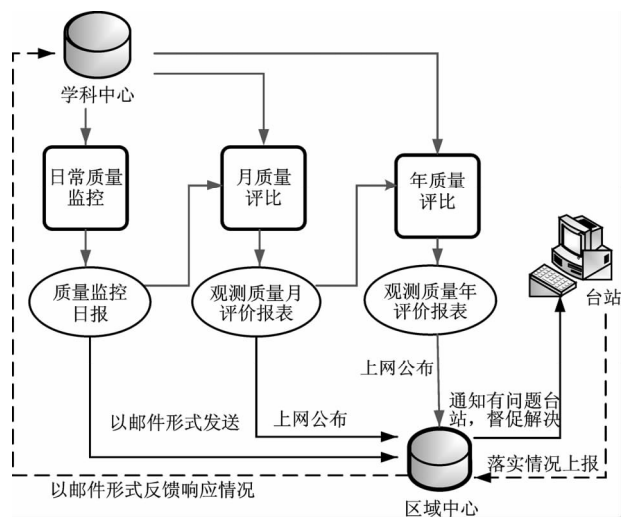 学科中心
日常质量
监控
月质量
评比
年质量
评比
质量监控
日报
观测质量月
评价报表
观测质量年
评价报表
台站
上网公布
通知有问题台
站，督促解决
以邮件形式发送
上网公布
落实情况上报
以邮件形式反馈响应情况
区域中心